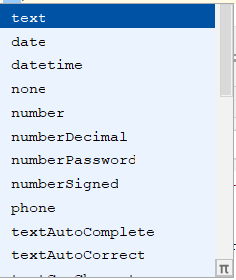 text
date
datetime
none
number
numberDecimal
numberPassword
numberSigned
phone
textAutoComplete
textAutoCorrect
π